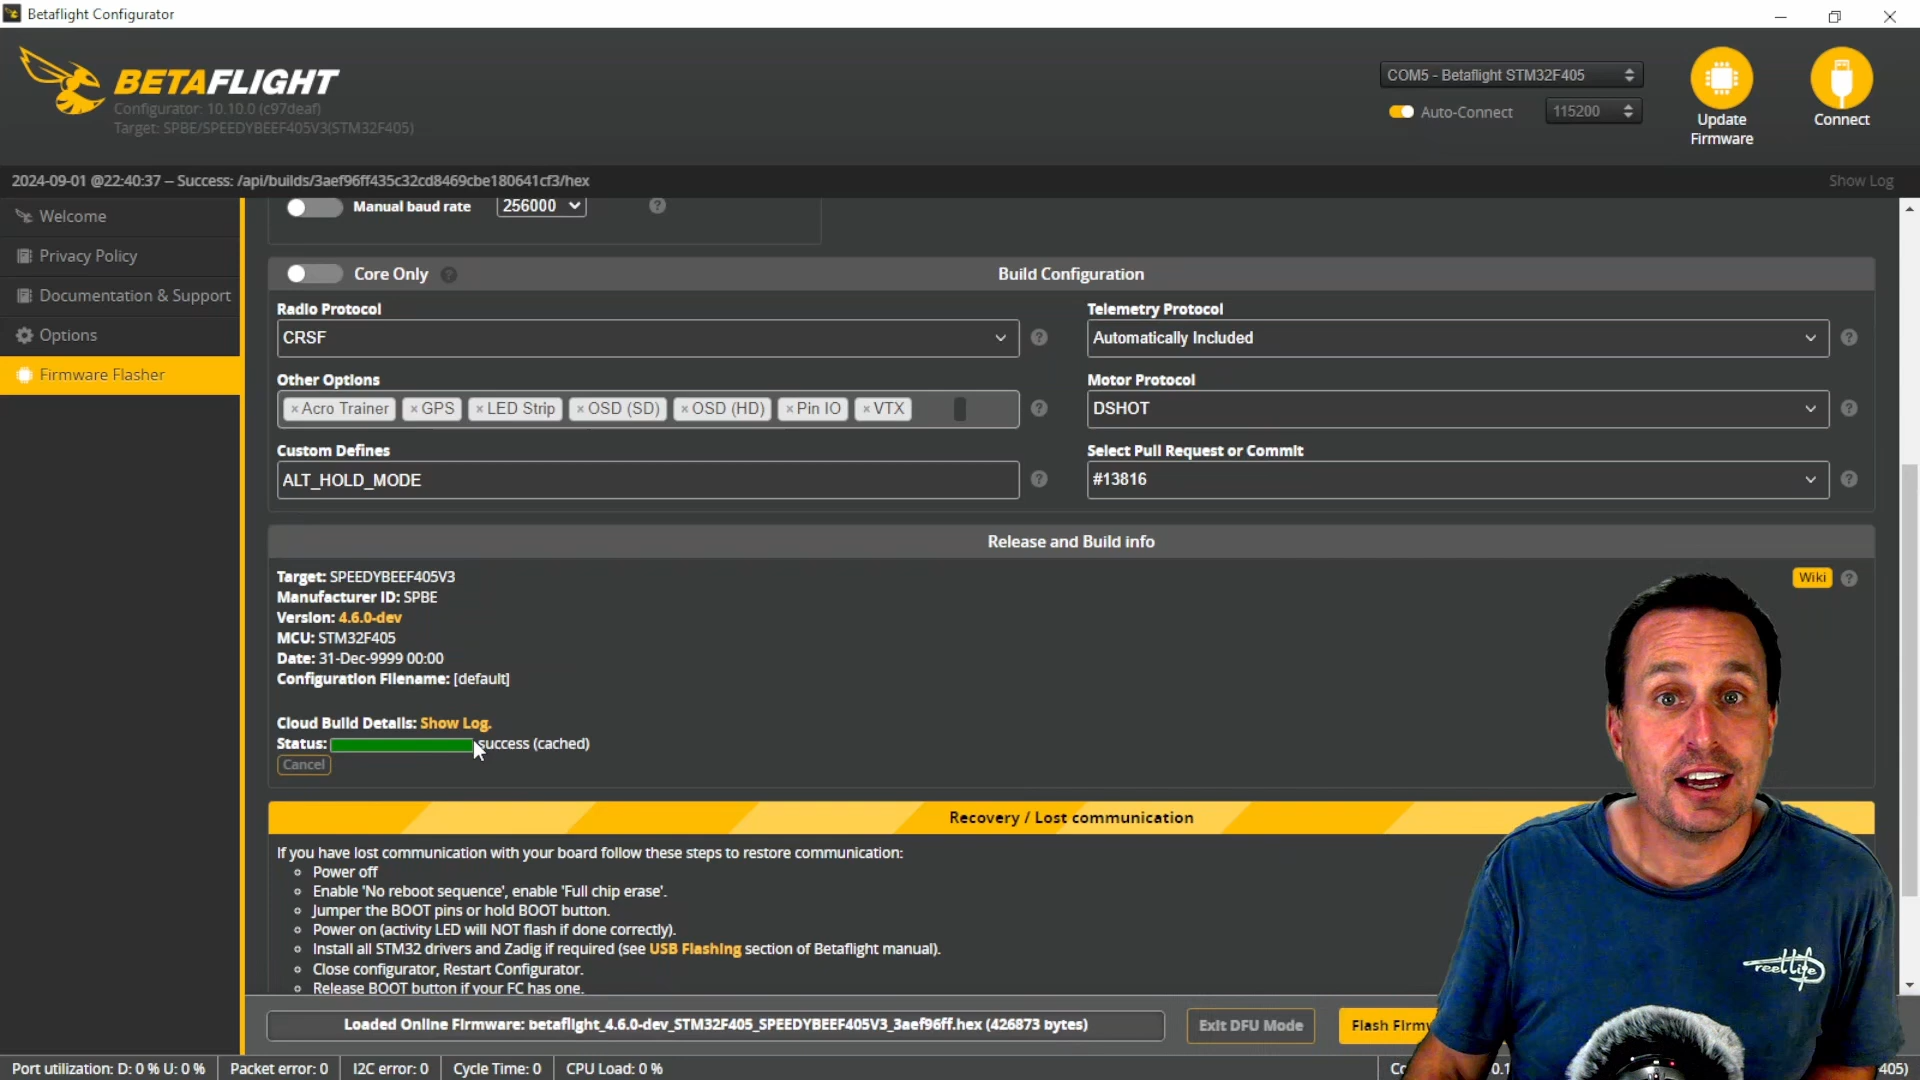 Betaflight Configurator
BETAFLIGHT
Configurator: 10.10.0 (c97deaf)
Target: SPBE/SPEEDYBEEF405V3(STM32F405)
COM5 - Betaflight STM32F405
Auto-Connect
115200
Update
Firmware
Connect
2024-09-01 @22:40:37 -- Success: /api/builds/3aef96ff435c32cd8469cbe180641cf3/hex
Show Log
Welcome
Privacy Policy
Documentation & Support
Options
Firmware Flasher
Manual baud rate
256000
Core Only
Build Configuration
Radio Protocol
CRSF
Telemetry Protocol
Automatically Included
Other Options
×Acro Trainer ×GPS ×LED Strip ×OSD (SD) ×OSD (HD) ×Pin IO ×VTX
Motor Protocol
DSHOT
Custom Defines
ALT_HOLD_MODE
Select Pull Request or Commit
#13816
Release and Build info
Target: SPEEDYBEEF405V3
Manufacturer ID: SPBE
Version: 4.6.0-dev
MCU: STM32F405
Date: 31-Dec-9999 00:00
Configuration Filename: [default]
Wiki
Cloud Build Details: Show Log.
Status: success (cached)
Cancel
Recovery / Lost communication
If you have lost communication with your board follow these steps to restore communication:
Power off
Enable 'No reboot sequence', enable 'Full chip erase'.
Jumper the BOOT pins or hold BOOT button.
Power on (activity LED will NOT flash if done correctly).
Install all STM32 drivers and Zadig if required (see USB Flashing section of Betaflight manual).
Close configurator, Restart Configurator.
Release BOOT button if your FC has one.
reel life
Loaded Online Firmware: betaflight_4.6.0-dev_STM32F405_SPEEDYBEEF405V3_3aef96ff.hex (426873 bytes)
Exit DFU Mode
Flash Firmw
Port utilization: D: 0 % U: 0 %
Packet error: 0
I2C error: 0
Cycle Time: 0
CPU Load: 0 %
Co
0.1
405)